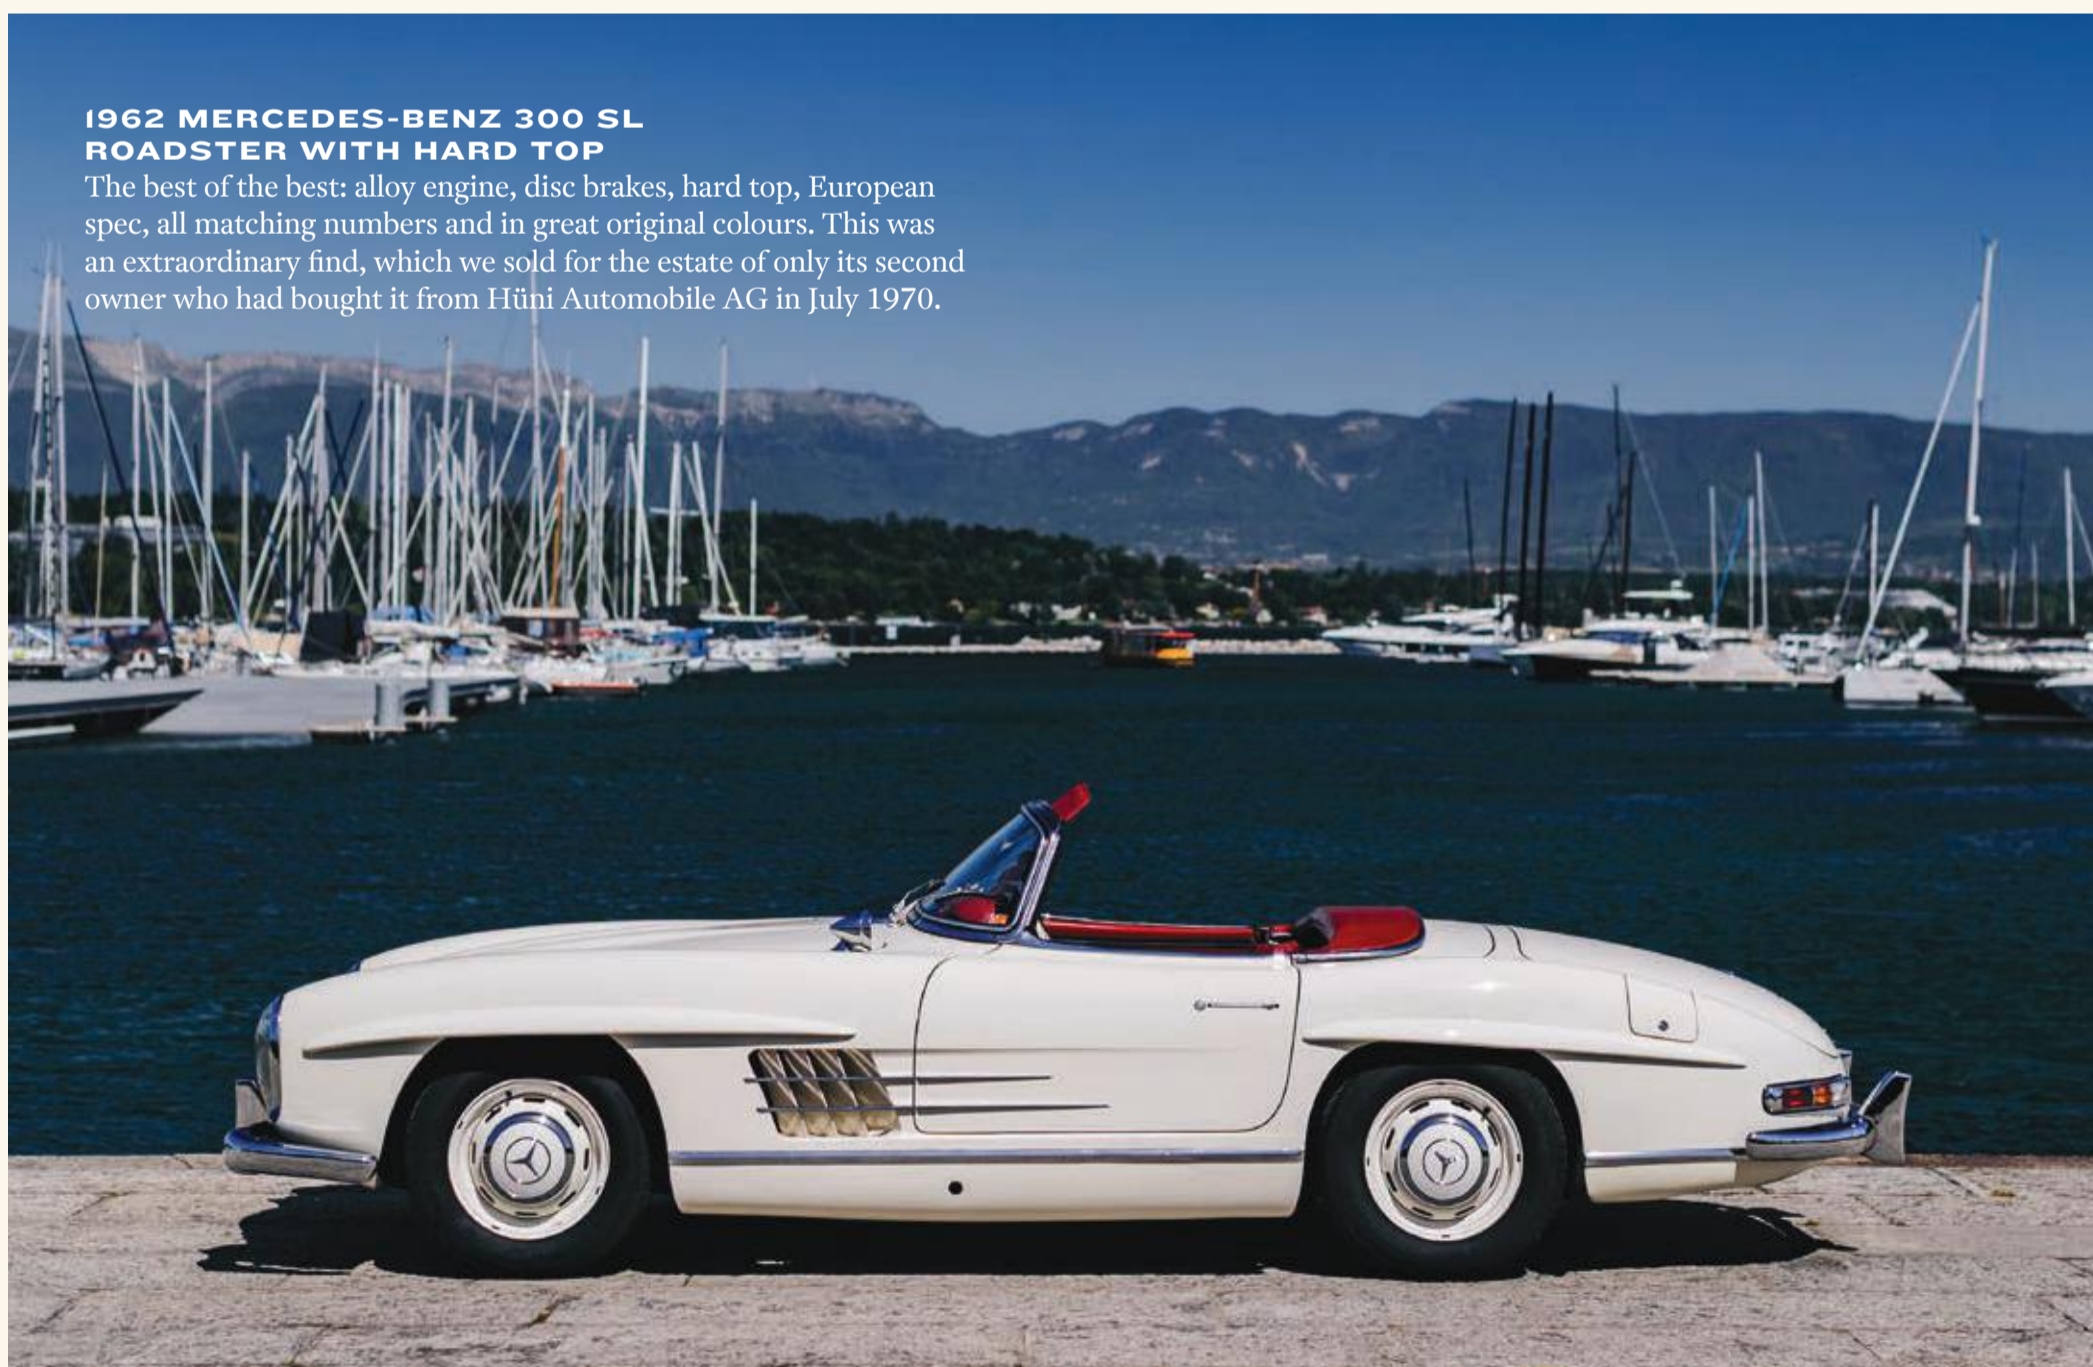 1962 MERCEDES-BENZ 300 SL
ROADSTER WITH HARD TOP
The best of the best: alloy engine, disc brakes, hard top, European
spec, all matching numbers and in great original colours. This was
an extraordinary find, which we sold for the estate of only its second
owner who had bought it from Hüni Automobile AG in July 1970.